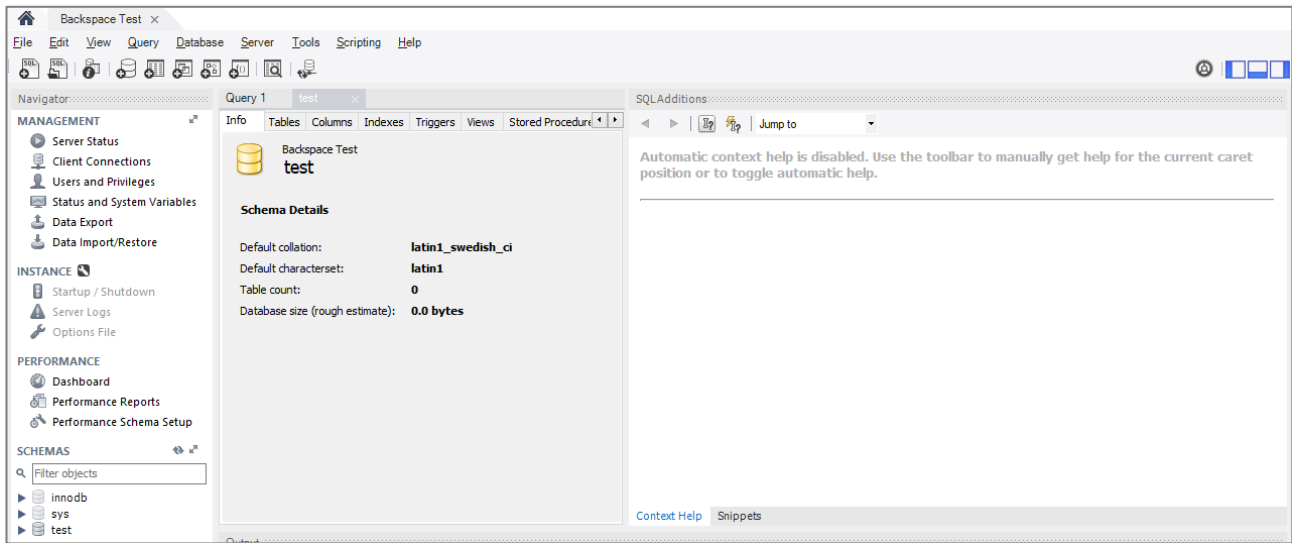 Backspace Test ×
File Edit View Query Database Server Tools Scripting Help
Navigator
MANAGEMENT
Server Status
Client Connections
Users and Privileges
Status and System Variables
Data Export
Data Import/Restore
INSTANCE
Startup / Shutdown
Server Logs
Options File
PERFORMANCE
Dashboard
Performance Reports
Performance Schema Setup
SCHEMAS
Filter objects
innodb
sys
test
Query 1 test ×
Info Tables Columns Indexes Triggers Views Stored Procedure
Backspace Test
test
Schema Details
Default collation: latin1_swedish_ci
Default characterset: latin1
Table count: 0
Database size (rough estimate): 0.0 bytes
SQLAdditions
Jump to
Automatic context help is disabled. Use the toolbar to manually get help for the current caret
position or to toggle automatic help.
Context Help Snippets